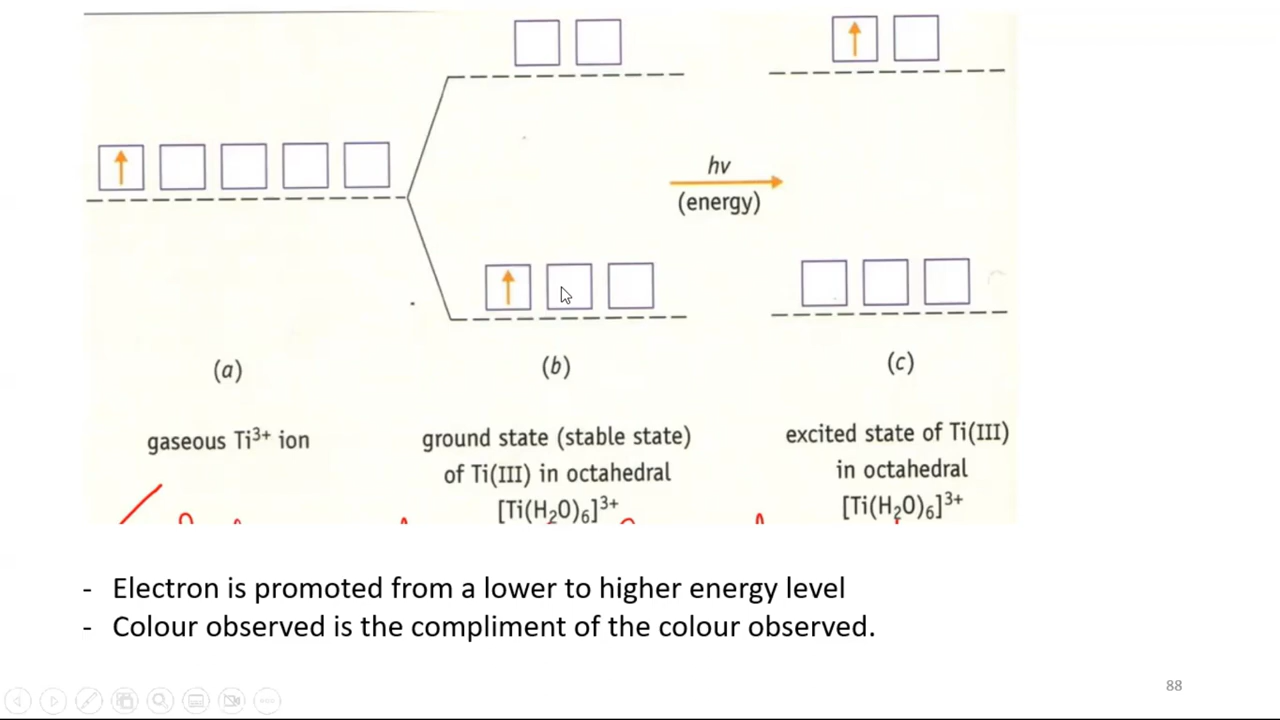 hv
(energy)
(a)
(b)
(c)
gaseous Ti³⁺ ion
ground state (stable state)
of Ti(III) in octahedral
[Ti(H₂O)₆]³⁺
excited state of Ti(III)
in octahedral
[Ti(H₂O)₆]³⁺
- Electron is promoted from a lower to higher energy level
- Colour observed is the compliment of the colour observed.
88